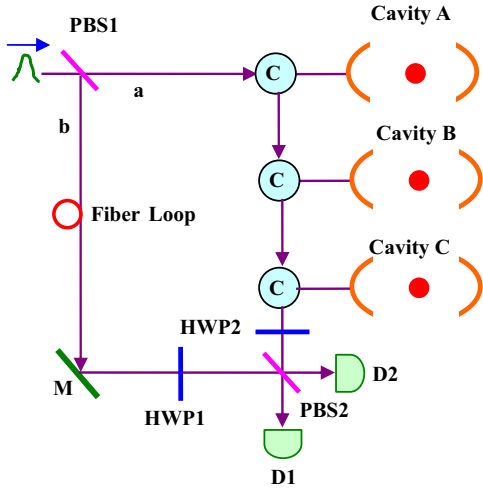 PBS1
Cavity A
a
C
b
Cavity B
C
Fiber Loop
Cavity C
C
HWP2
M
D2
HWP1
PBS2
D1